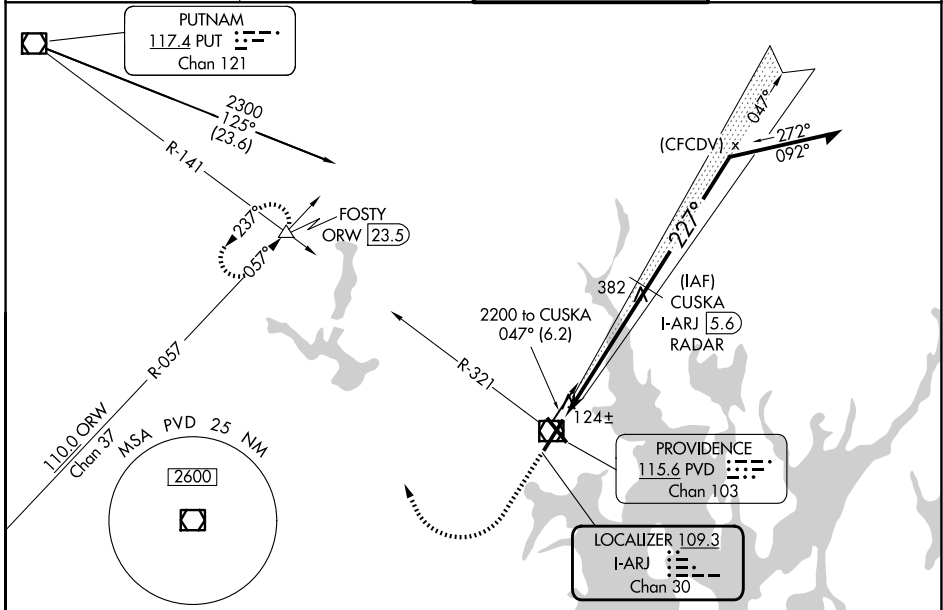 PUTNAM
117.4 PUT
Chan 121
2300
125°
(23.6)
R-141
047°
(CFCDV) x
272°
092°
237°
FOSTY
ORW 23.5
057°
227°
382
(IAF)
CUSKA
I-ARJ 5.6
RADAR
2200 to CUSKA
047° (6.2)
R-057
R-321
124±
110.0 ORW
Chan 37
MSA PVD 25 NM
2600
PROVIDENCE
115.6 PVD
Chan 103
LOCALIZER 109.3
I-ARJ
Chan 30